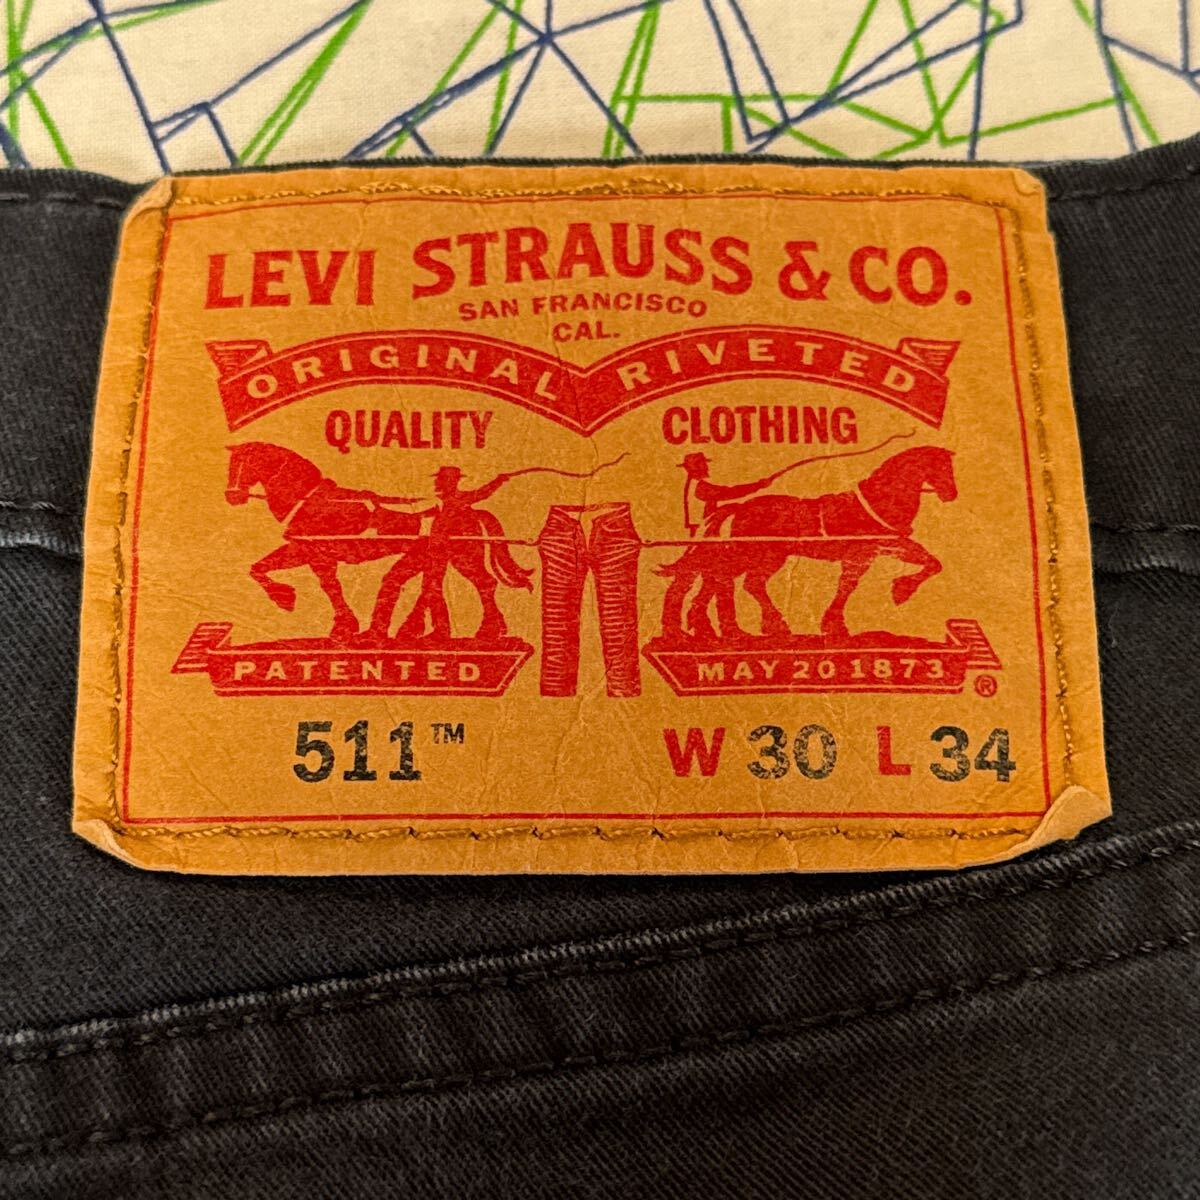 LEVI STRAUSS & CO.
SAN FRANCISCO
CAL.
ORIGINAL RIVETED
QUALITY CLOTHING
PATENTED MAY 20 1873 ®
511™ W 30 L 34